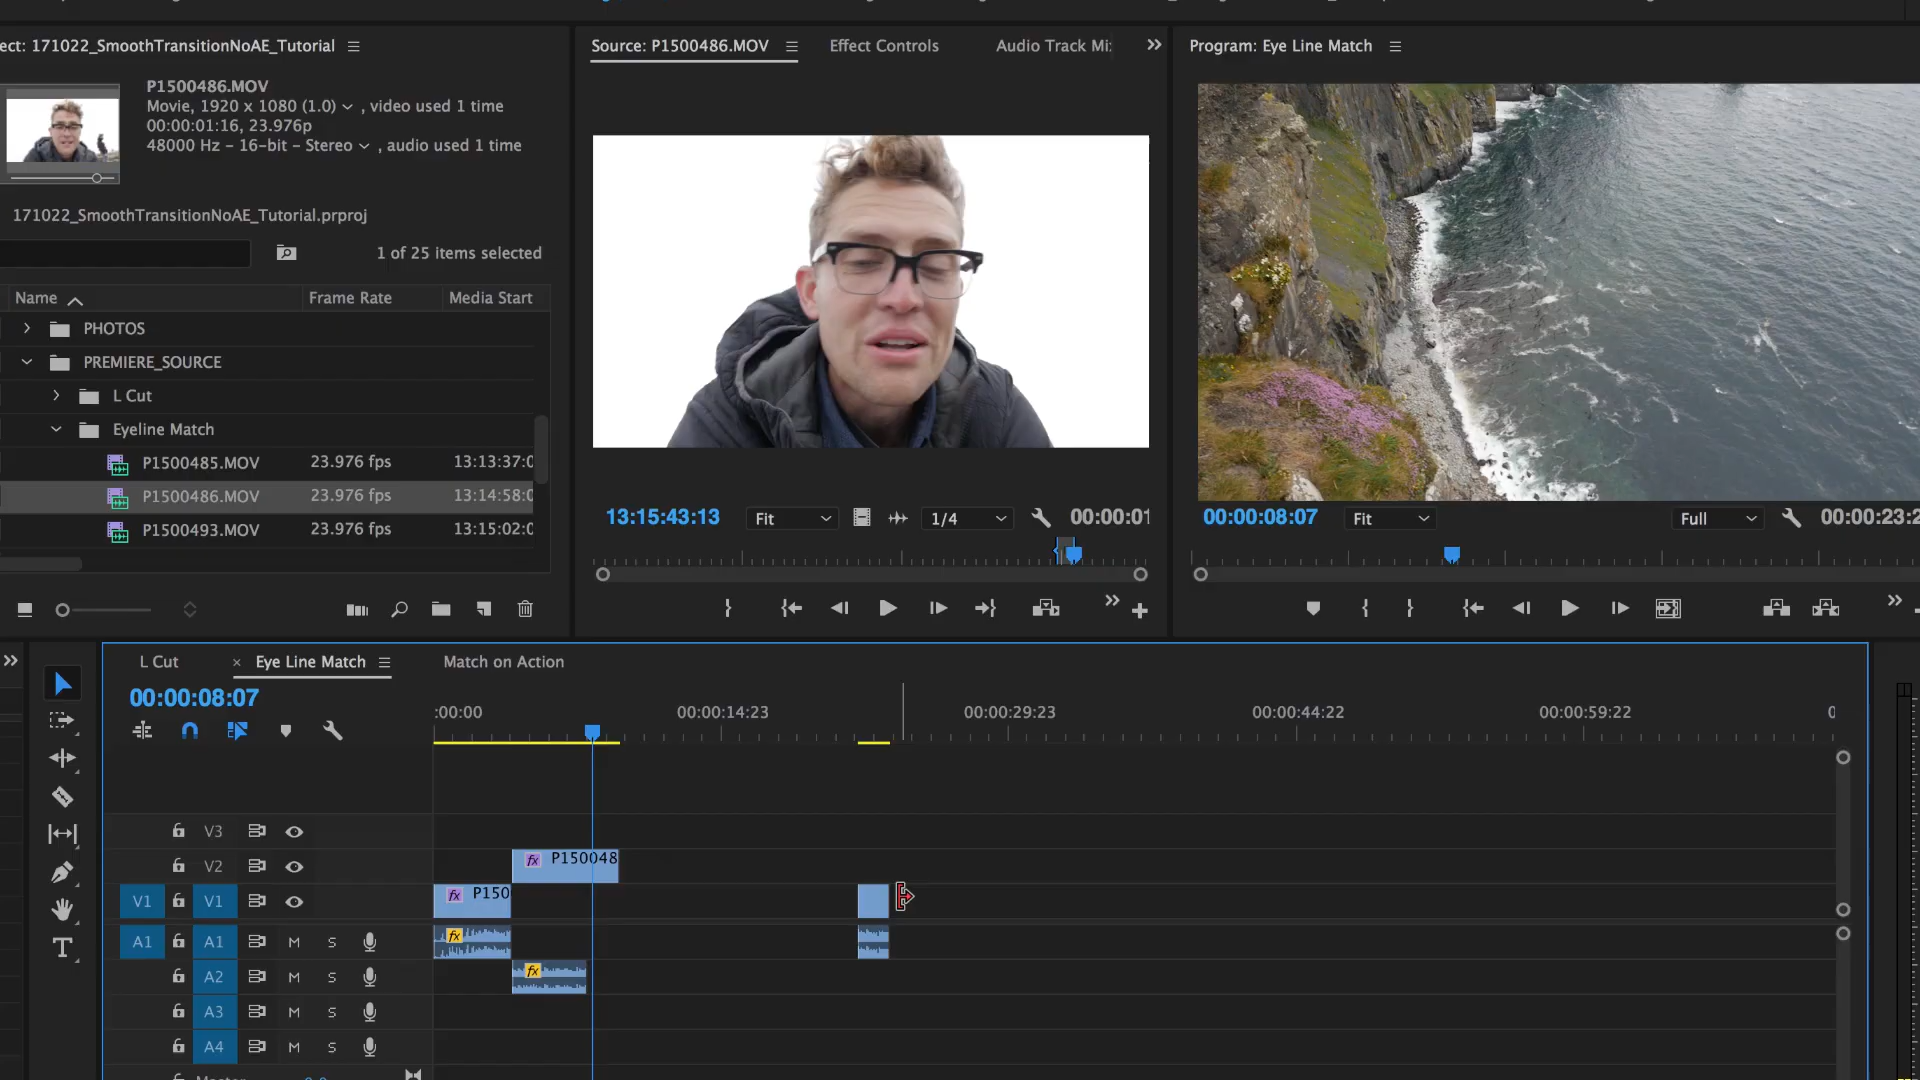 ect: 171022_SmoothTransitionNoAE_Tutorial
P1500486.MOV
Movie, 1920 x 1080 (1.0) , video used 1 time
00:00:01:16, 23.976p
48000 Hz - 16-bit - Stereo , audio used 1 time
171022_SmoothTransitionNoAE_Tutorial.prproj
1 of 25 items selected
Name Frame Rate Media Start
PHOTOS
PREMIERE_SOURCE
L Cut
Eyeline Match
P1500485.MOV 23.976 fps 13:13:37:0
P1500486.MOV 23.976 fps 13:14:58:0
P1500493.MOV 23.976 fps 13:15:02:0
Source: P1500486.MOV Effect Controls Audio Track Mi:
13:15:43:13 Fit 1/4 00:00:01
Program: Eye Line Match
00:00:08:07 Fit Full 00:00:23:2
L Cut × Eye Line Match Match on Action
00:00:08:07
:00:00 00:00:14:23 00:00:29:23 00:00:44:22 00:00:59:22 0
V3
V2 fx P150048
V1 V1 fx P150
A1 A1 M S fx
A2 M S fx
A3 M S
A4 M S
T